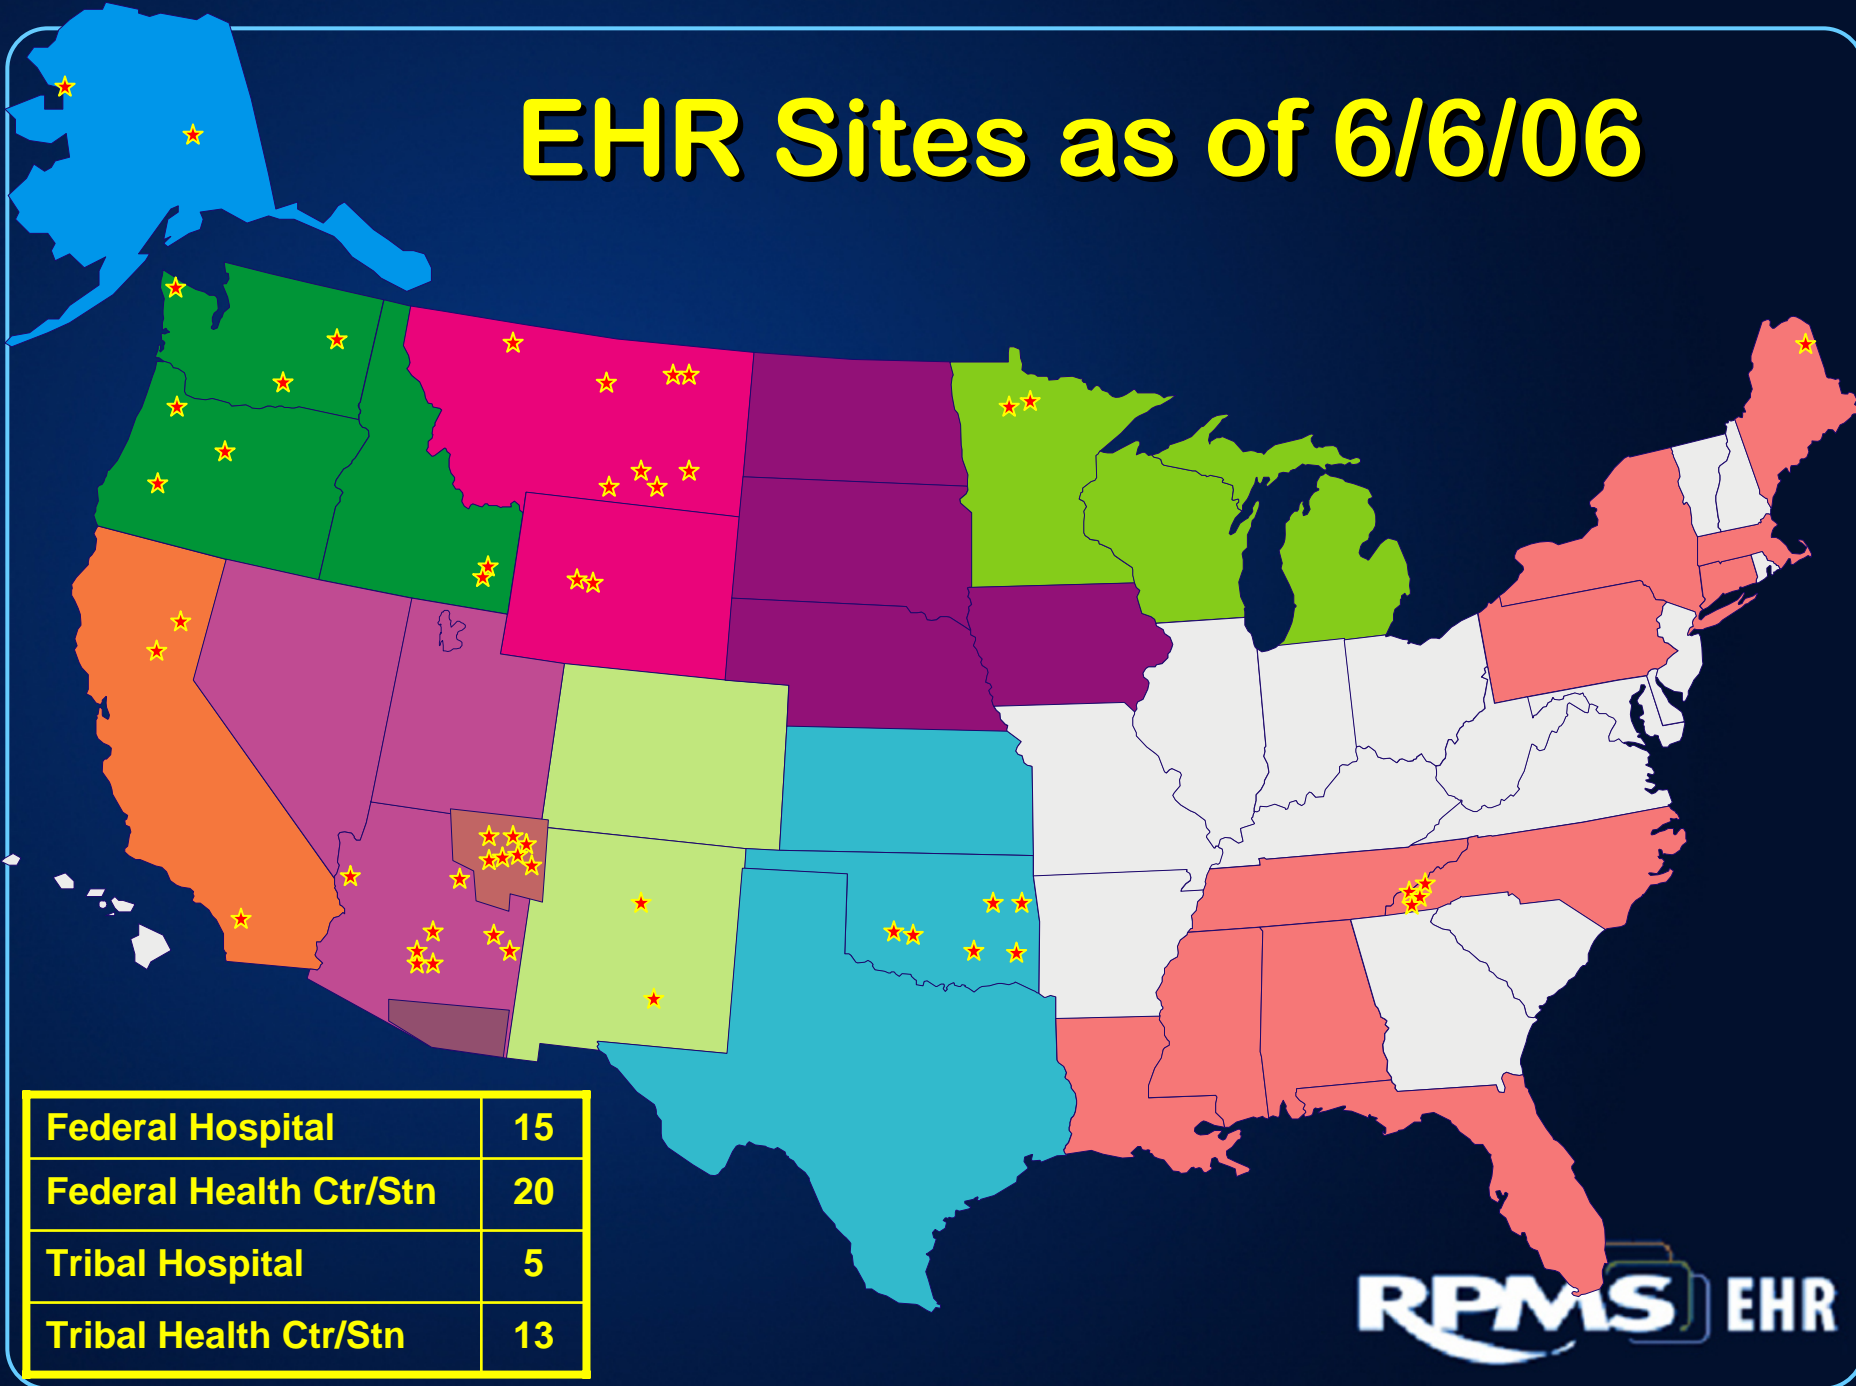 EHR Sites as of 6/6/06
Federal Hospital 15
Federal Health Ctr/Stn 20
Tribal Hospital 5
Tribal Health Ctr/Stn 13
RPMS EHR